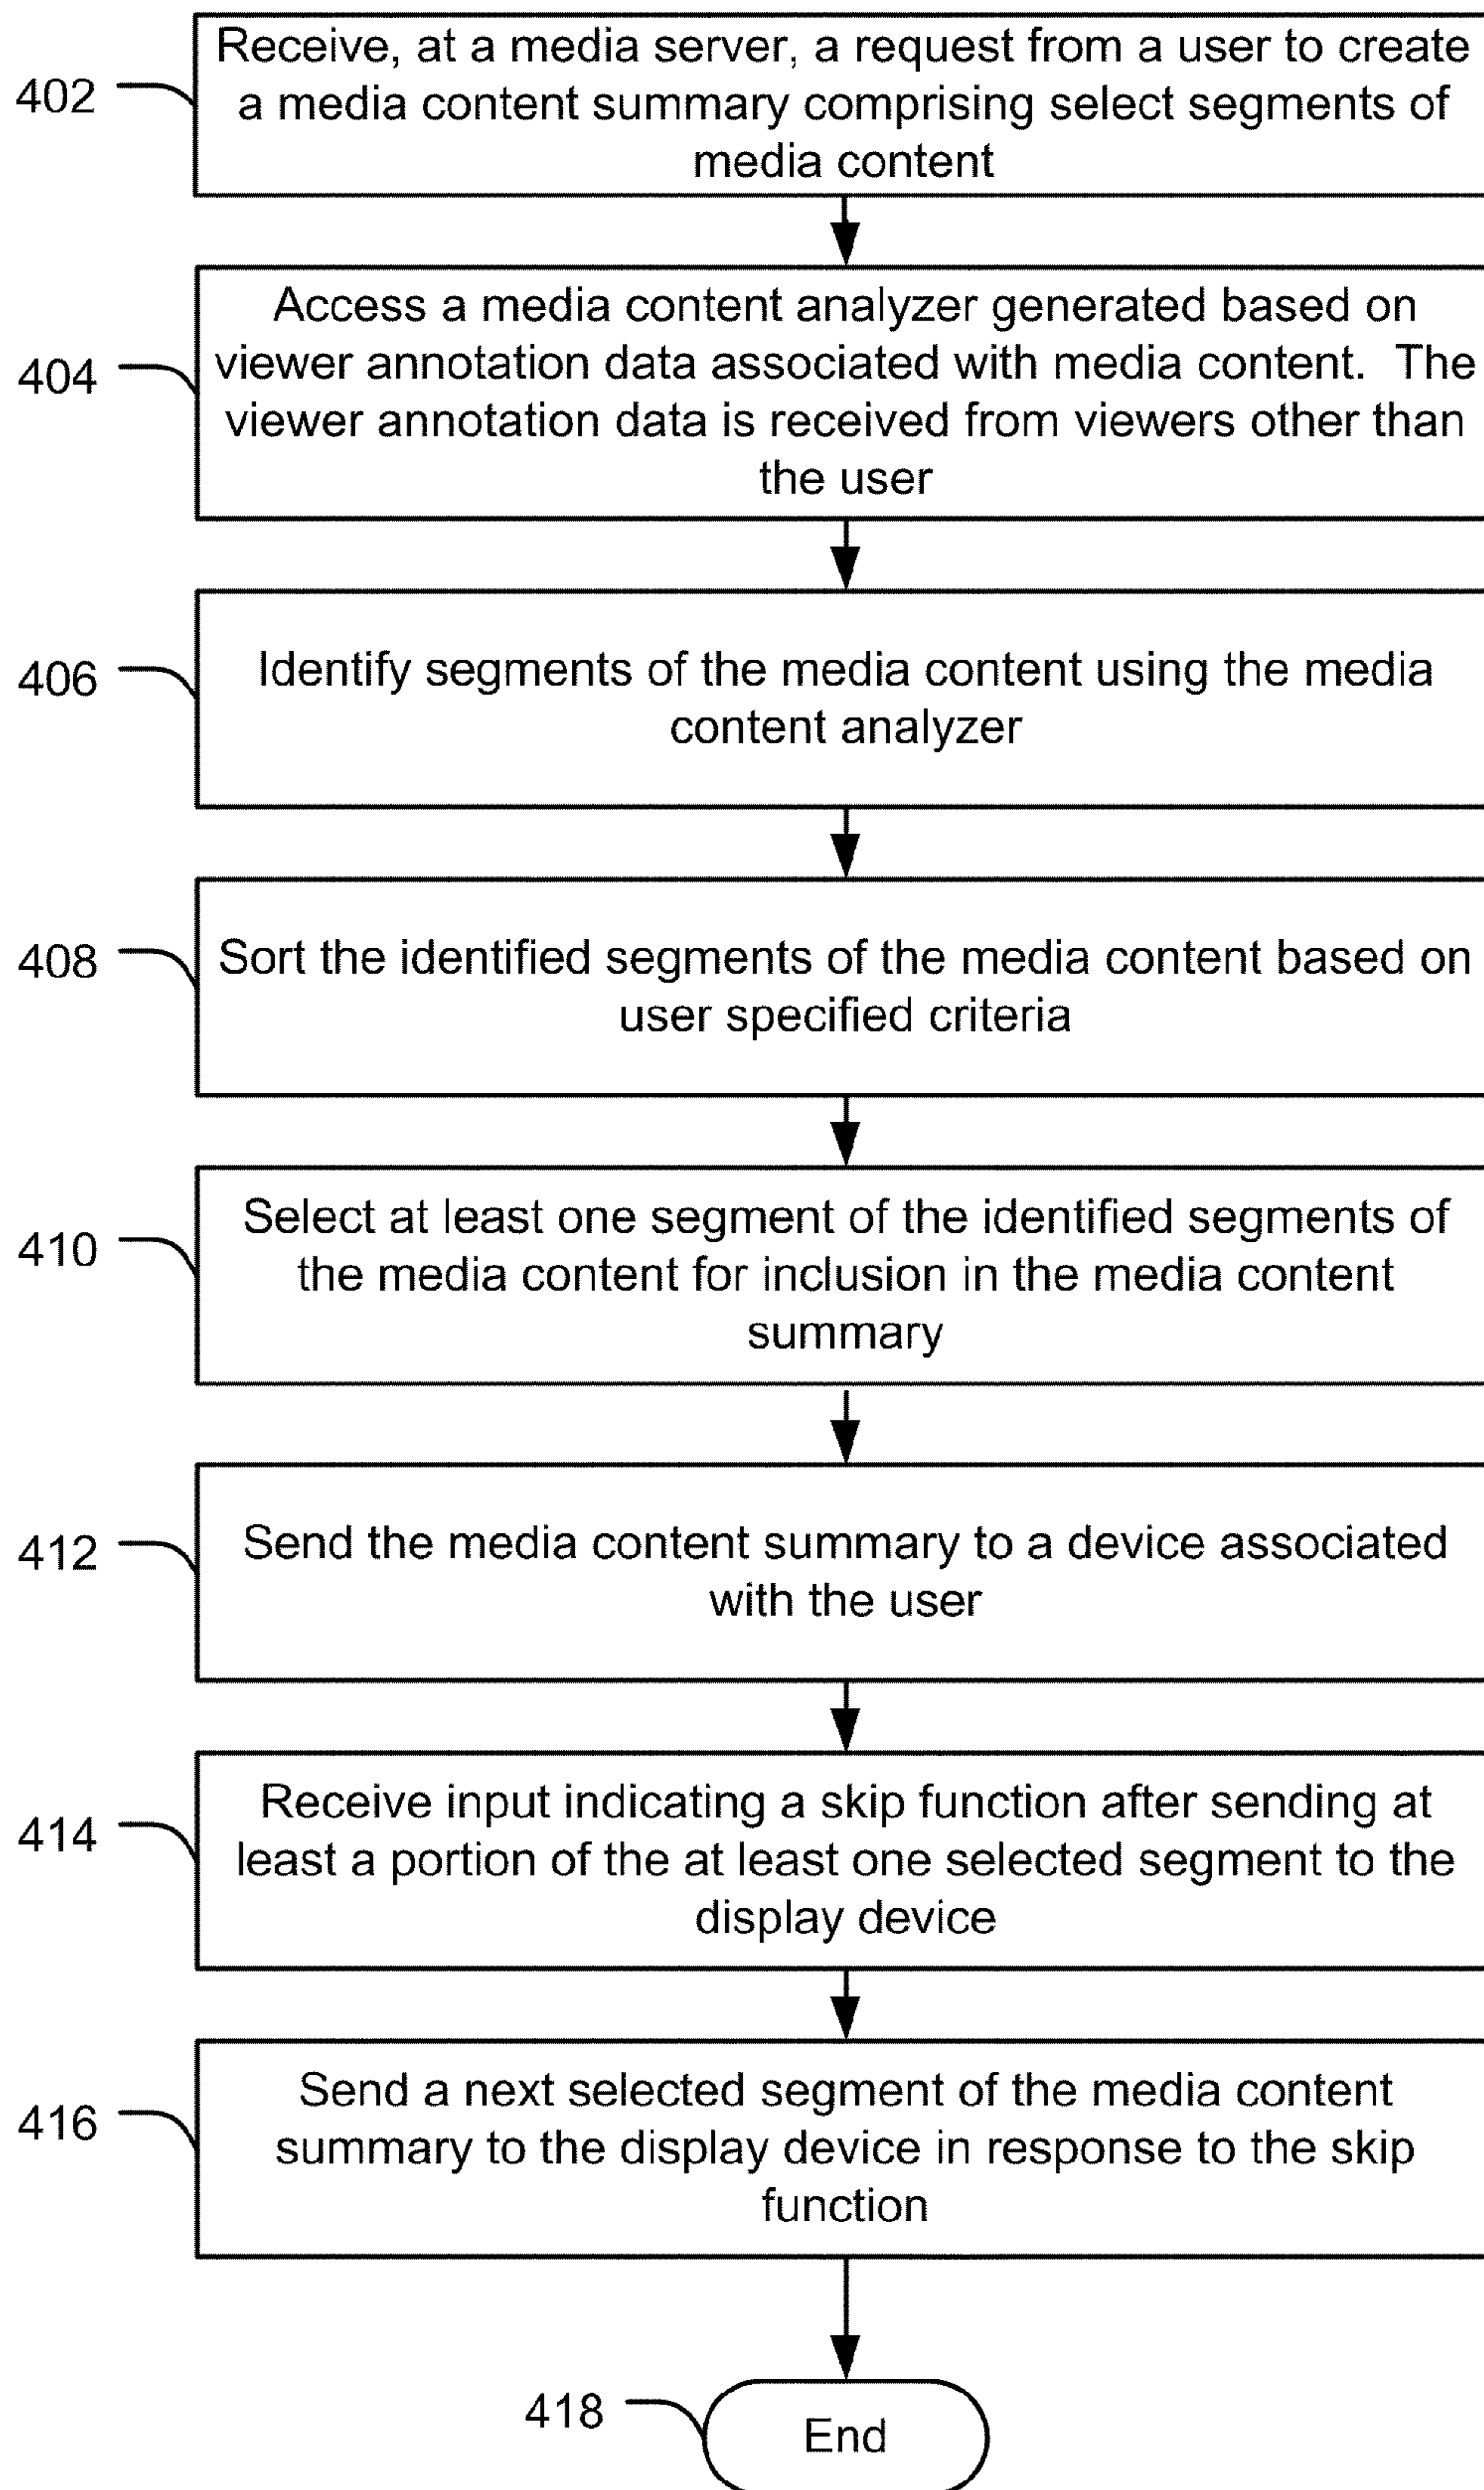 402
Receive, at a media server, a request from a user to create
a media content summary comprising select segments of
media content
404
Access a media content analyzer generated based on
viewer annotation data associated with media content. The
viewer annotation data is received from viewers other than
the user
406
Identify segments of the media content using the media
content analyzer
408
Sort the identified segments of the media content based on
user specified criteria
410
Select at least one segment of the identified segments of
the media content for inclusion in the media content
summary
412
Send the media content summary to a device associated
with the user
414
Receive input indicating a skip function after sending at
least a portion of the at least one selected segment to the
display device
416
Send a next selected segment of the media content
summary to the display device in response to the skip
function
418
End